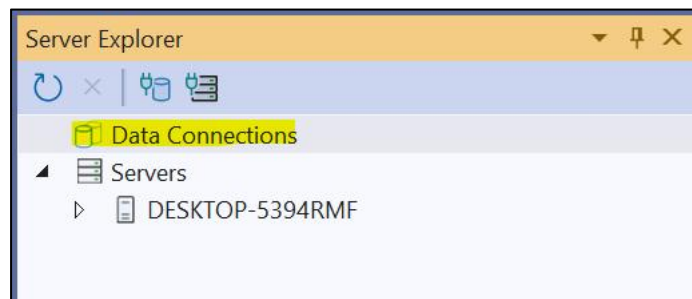 Server Explorer
Data Connections
Servers
DESKTOP-5394RMF